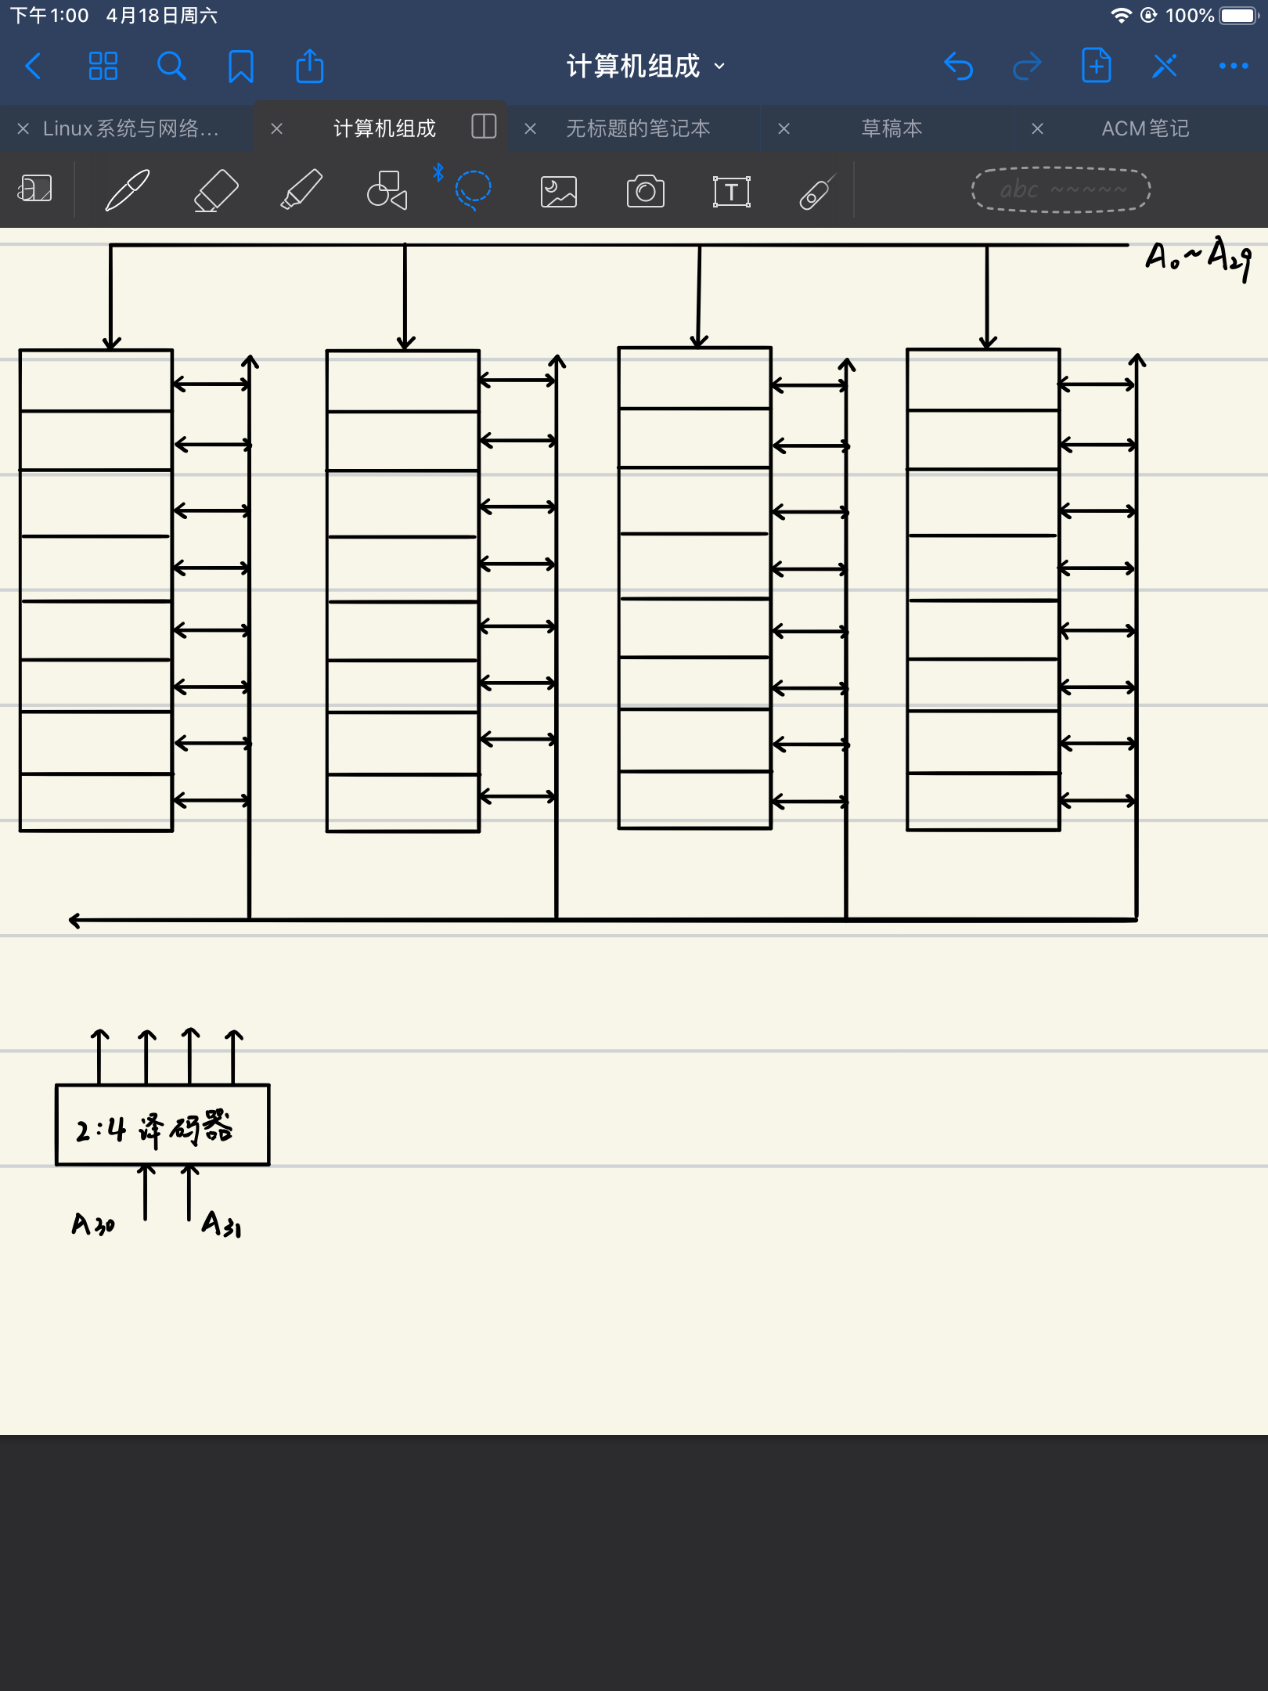 下午1:00 4月18日周六 100%
计算机组成
Linux系统与网络... 计算机组成 无标题的笔记本 草稿本 ACM笔记
T abc ~~~~~
A0~A29
2:4 译码器
A30 A31